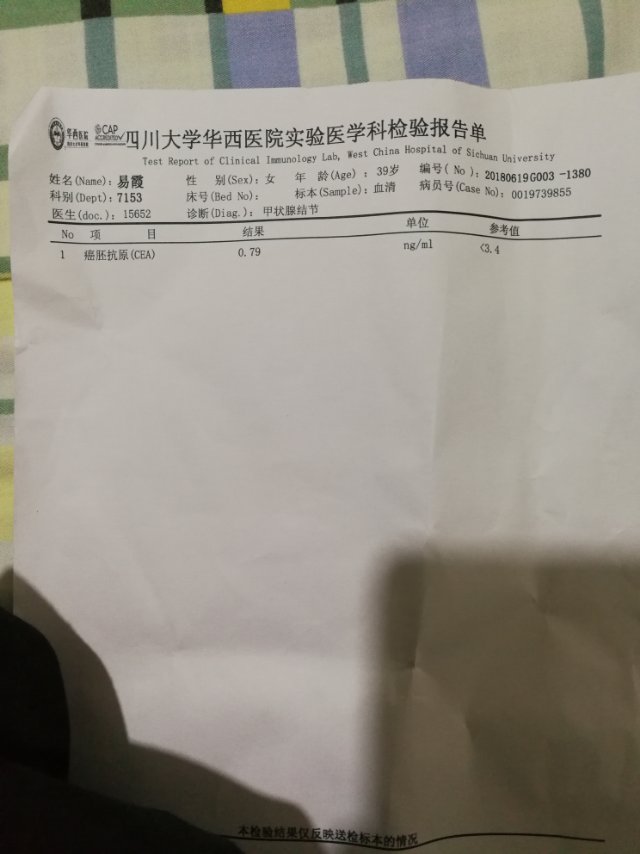 华西医院 CAP ACCREDITED 四川大学华西医院实验医学科检验报告单
Test Report of Clinical Immunology Lab, West China Hospital of Sichuan University
姓名(Name): 易霞 性 别(Sex): 女 年 龄(Age) : 39岁 编号( No ): 20180619G003 -1380
科别(Dept): 7153 床号(Bed No): 标本(Sample): 血清 病员号(Case No): 0019739855
医生(doc.): 15652 诊断(Diag.): 甲状腺结节
No 项 目 结果 单位 参考值
1 癌胚抗原(CEA) 0.79 ng/ml <3.4
本检验结果仅反映送检标本的情况